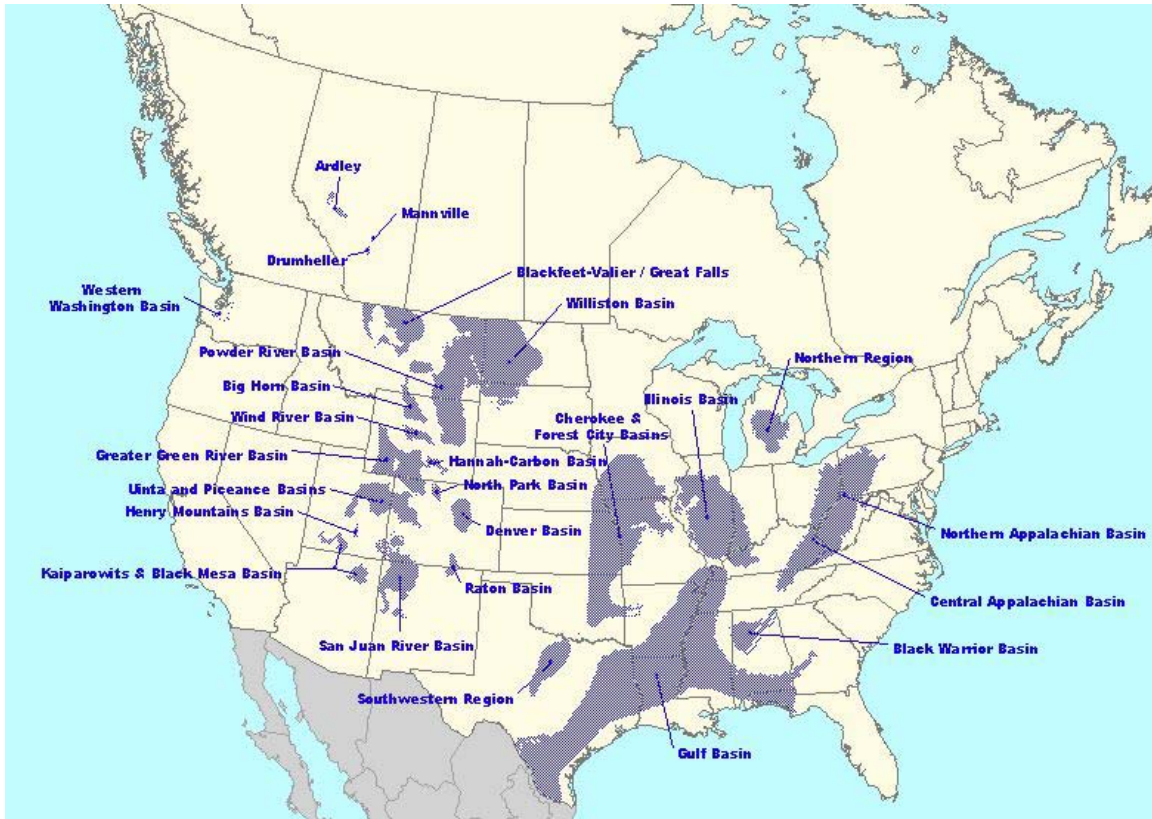 Ardley
Mannville
Drumheller
Blackfeet-Valier / Great Falls
Western
Washington Basin
Williston Basin
Powder River Basin
Northern Region
Big Horn Basin
Illinois Basin
Wind River Basin
Cherokee &
Forest City Basins
Greater Green River Basin
Hannah-Carbon Basin
North Park Basin
Uinta and Piceance Basins
Henry Mountains Basin
Denver Basin
Northern Appalachian Basin
Kaiparowits & Black Mesa Basin
Raton Basin
Central Appalachian Basin
San Juan River Basin
Black Warrior Basin
Southwestern Region
Gulf Basin